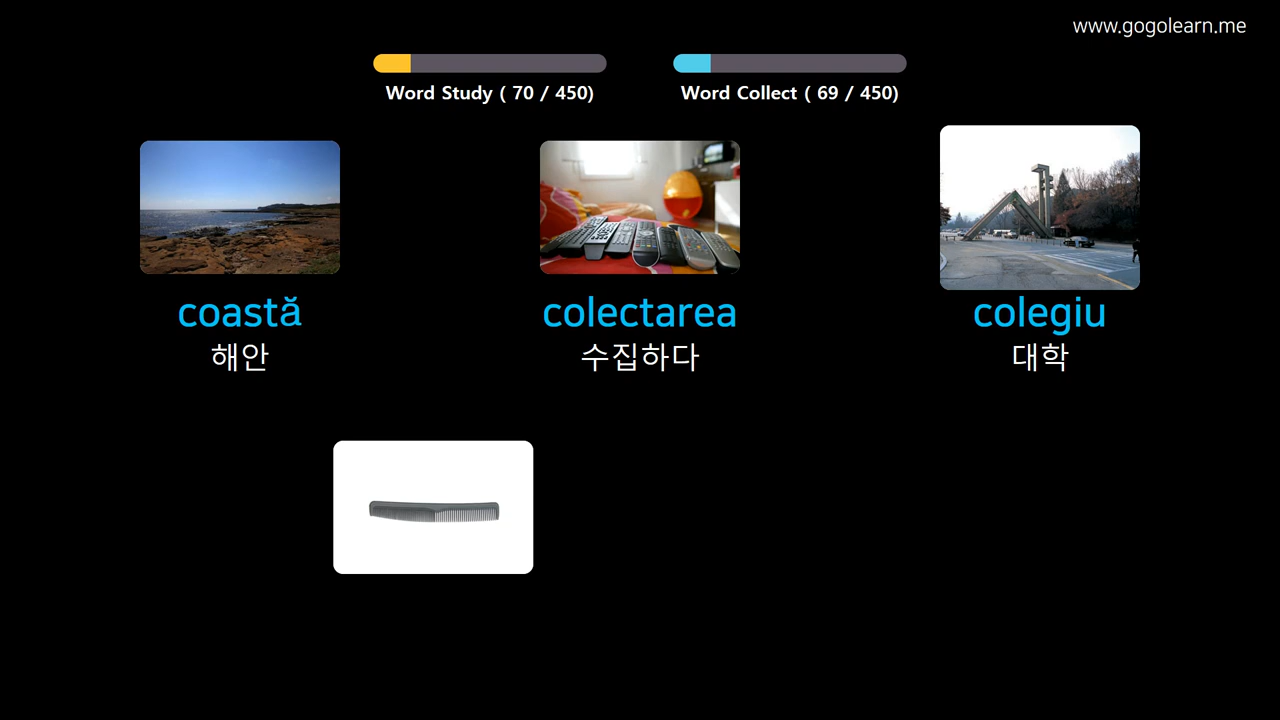 www.gogolearn.me
Word Study ( 70 / 450)
Word Collect ( 69 / 450)
coastă
해안
colectarea
수집하다
colegiu
대학